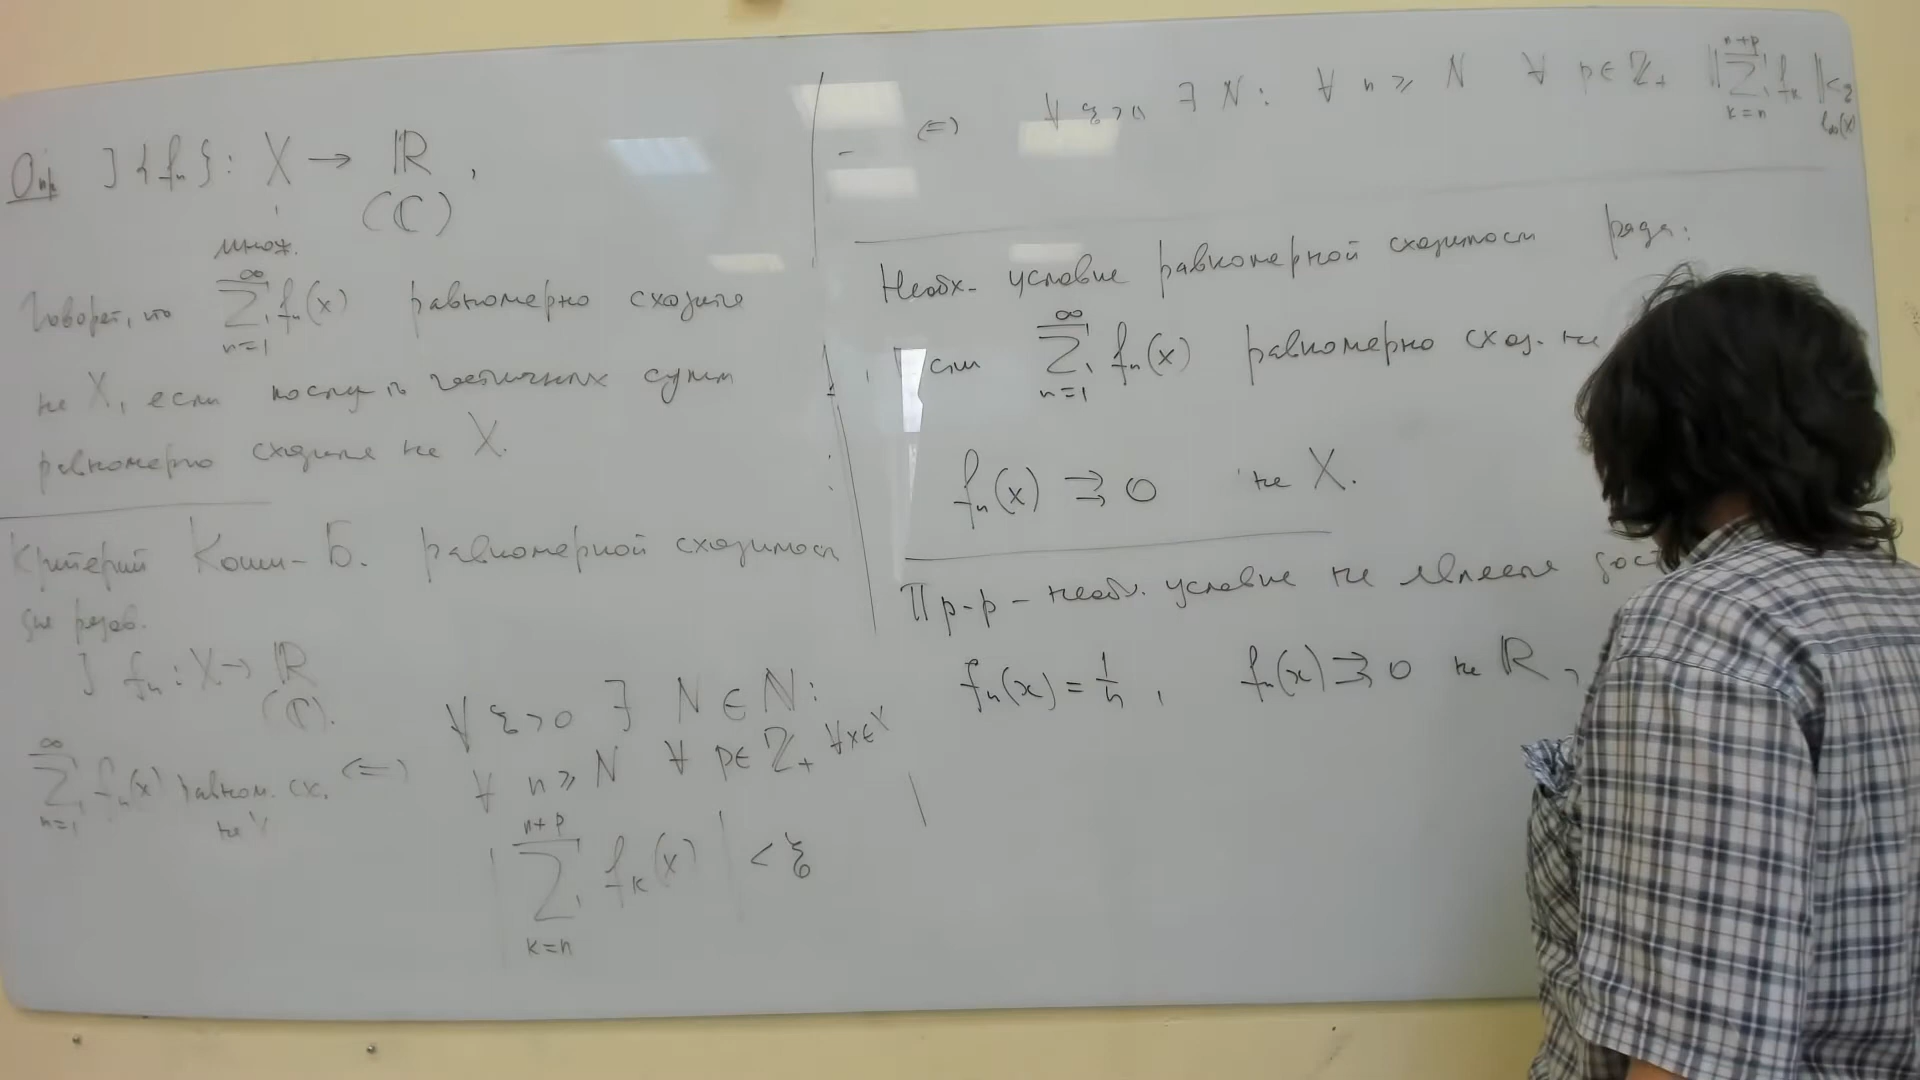 Опр ] {fₙ}: X → ℝ,
(ℂ)
множ.
Говорят, что ∑_{n=1}^{∞} fₙ(x) равномерно сходится
на X, если послед-ть частичных сумм
равномерно сходится на X.
Критерий Коши-Б. равномерной сходимости
для рядов.
] fₙ: X → ℝ
(ℂ).
∑_{n=1}^{∞} fₙ(x) равном. сх. на X ⇔ ∀ ε>0 ∃ N ∈ ℕ:
∀ n ≥ N ∀ p ∈ ℤ₊ ∀x∈X
| ∑_{k=n}^{n+p} f_k(x) | < ε
⇔ ∀ ε>0 ∃ N: ∀ n ≥ N ∀ p ∈ ℤ₊ ‖ ∑_{k=n}^{n+p} f_k ‖_{l∞(X)} < ε
Необх. условие равномерной сходимости ряда:
Если ∑_{n=1}^{∞} fₙ(x) равномерно сход. на
fₙ(x) ⇉ 0 на X.
Пр-р – необх. условие не является дост
fₙ(x) = 1/n, fₙ(x) ⇉ 0 на ℝ,